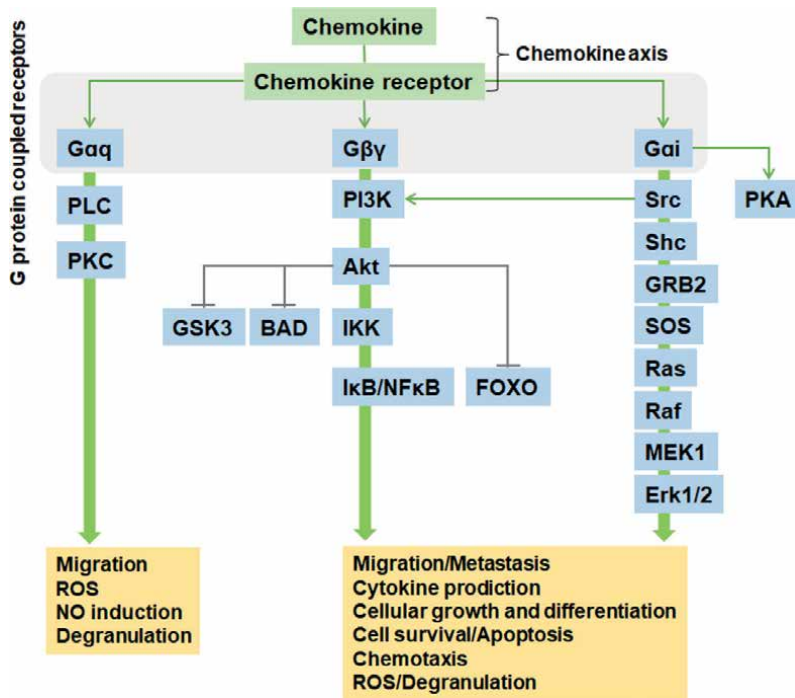 Chemokine
Chemokine axis
Chemokine receptor
G protein coupled receptors
Gαq
Gβγ
Gαi
PLC
PI3K
Src
PKA
PKC
Shc
Akt
GRB2
GSK3
BAD
IKK
SOS
Ras
IκB/NFκB
FOXO
Raf
MEK1
Erk1/2
Migration
ROS
NO induction
Degranulation
Migration/Metastasis
Cytokine prodiction
Cellular growth and differentiation
Cell survival/Apoptosis
Chemotaxis
ROS/Degranulation